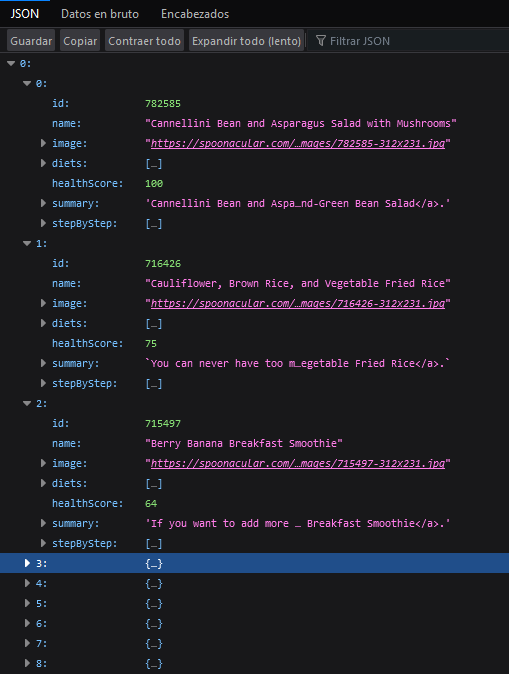 JSON Datos en bruto Encabezados
Guardar Copiar Contraer todo Expandir todo (lento) Filtrar JSON
0:
0:
id: 782585
name: "Cannellini Bean and Asparagus Salad with Mushrooms"
image: "https://spoonacular.com/…mages/782585-312x231.jpg"
diets: […]
healthScore: 100
summary: 'Cannellini Bean and Aspa…nd-Green Bean Salad</a>.'
stepByStep: […]
1:
id: 716426
name: "Cauliflower, Brown Rice, and Vegetable Fried Rice"
image: "https://spoonacular.com/…mages/716426-312x231.jpg"
diets: […]
healthScore: 75
summary: `You can never have too m…egetable Fried Rice</a>.`
stepByStep: […]
2:
id: 715497
name: "Berry Banana Breakfast Smoothie"
image: "https://spoonacular.com/…mages/715497-312x231.jpg"
diets: […]
healthScore: 64
summary: 'If you want to add more … Breakfast Smoothie</a>.'
stepByStep: […]
3: {…}
4: {…}
5: {…}
6: {…}
7: {…}
8: {…}